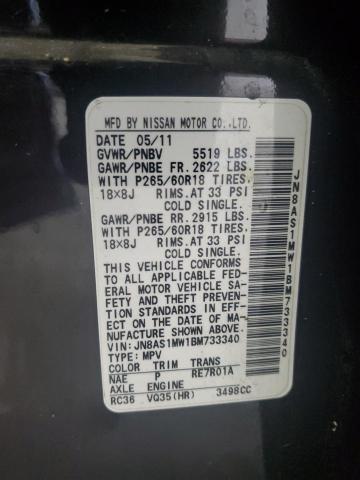 MFD BY NISSAN MOTOR CO.,LTD.
DATE 05/11
GVWR/PNBV 5519 LBS.
GAWR/PNBE FR. 2622 LBS.
WITH P265/60R18 TIRES.
18×8J RIMS. AT 33 PSI
COLD SINGLE.
GAWR/PNBE RR. 2915 LBS.
WITH P265/60R18 TIRES.
18×8J RIMS. AT 33 PSI
COLD SINGLE.
THIS VEHICLE CONFORMS
TO ALL APPLICABLE FED-
ERAL MOTOR VEHICLE SA-
FETY AND THEFT PREVENTION
STANDARDS IN EFFECT
ON THE DATE OF MA-
NUFACTURE SHOWN ABOVE.
VIN: JN8AS1MW1BM733340
TYPE: MPV
COLOR TRIM TRANS
NAE P RE7R01A
AXLE ENGINE
RC36 VQ35(HR) 3498CC
JN8AS1MW1BM733340